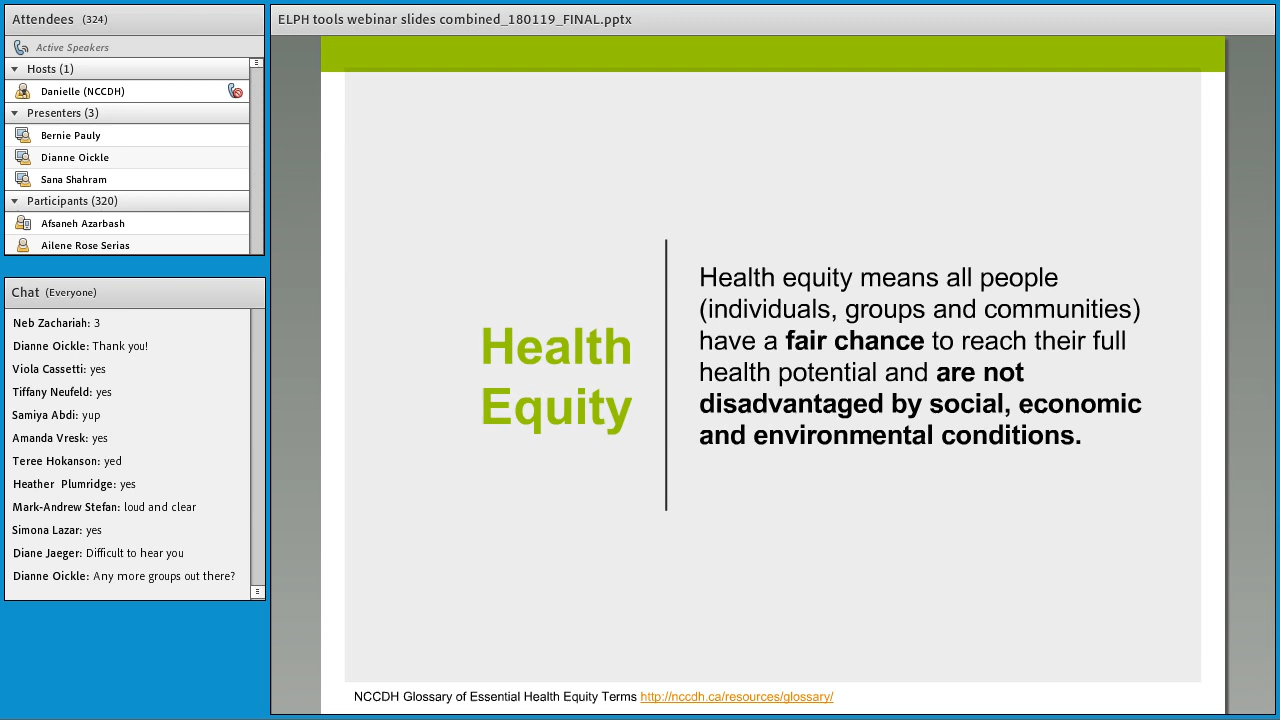 Attendees (324)
Active Speakers
Hosts (1)
Danielle (NCCDH)
Presenters (3)
Bernie Pauly
Dianne Oickle
Sana Shahram
Participants (320)
Afsaneh Azarbash
Ailene Rose Serias
Chat (Everyone)
Neb Zachariah: 3
Dianne Oickle: Thank you!
Viola Cassetti: yes
Tiffany Neufeld: yes
Samiya Abdi: yup
Amanda Vresk: yes
Teree Hokanson: yed
Heather Plumridge: yes
Mark-Andrew Stefan: loud and clear
Simona Lazar: yes
Diane Jaeger: Difficult to hear you
Dianne Oickle: Any more groups out there?
ELPH tools webinar slides combined_180119_FINAL.pptx
Health
Equity
Health equity means all people
(individuals, groups and communities)
have a fair chance to reach their full
health potential and are not
disadvantaged by social, economic
and environmental conditions.
NCCDH Glossary of Essential Health Equity Terms http://nccdh.ca/resources/glossary/